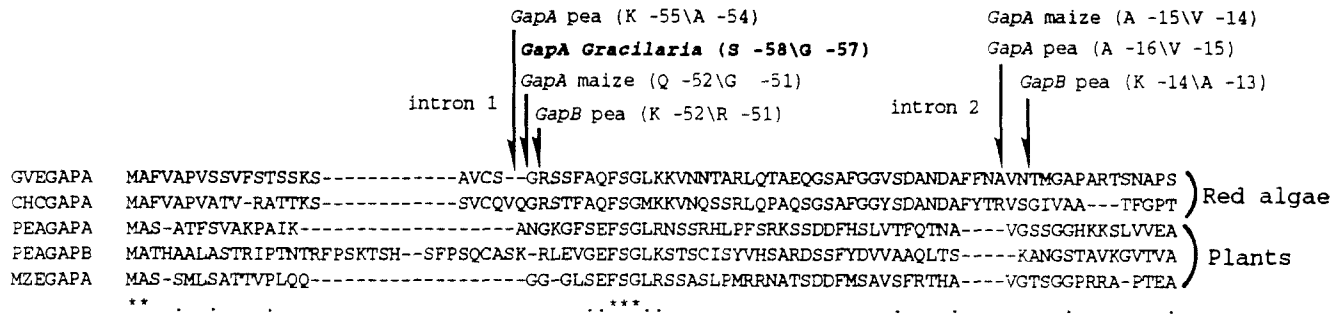 GapA pea (K -55\A -54)
GapA Gracilaria (S -58\G -57)
GapA maize (Q -52\G -51)
GapB pea (K -52\R -51)
intron 1
GapA maize (A -15\V -14)
GapA pea (A -16\V -15)
GapB pea (K -14\A -13)
intron 2
GVEGAPA MAFVAPVSSVFSTSSKS-------------AVCS--GRSSFAQFSGLKKVNNTARLQTAEQGSAFGGVSDANDAFFNAVNTMGAPARTSNAPS
CHCGAPA MAFVAPVATV-RATTKS-------------SVCQVQGRSTFAQFSGMKKVNQSSRLQPAQSGSAFGGYSDANDAFYTRVSGIVAA---TFGPT
PEAGAPA MAS-ATFSVAKPAIK----------------ANGKGFSEFSGLRNSSRHLPFSRKSSDDFHSLVTFQTNA----VGSSGGHKKSLVVEA
PEAGAPB MATHAALASTRIPTNTRFPSKTSH--SFPSQCASK-RLEVGEFSGLKSTSCISYVHSARDSSFYDVVAAQLTS-----KANGSTAVKGVTVA
MZEGAPA MAS-SMLSATTVPLQQ---------------GG-GLSEFSGLRSSASLPMRRNATSDDFMSAVSFRTHA----VGTSGGPRRA-PTEA
Red algae
Plants
** ***